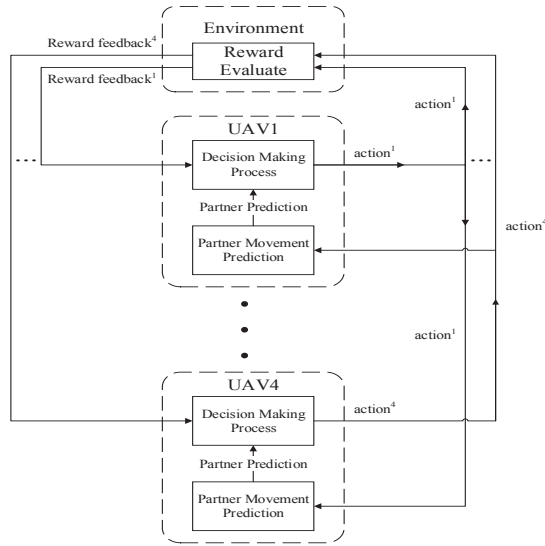 Environment
Reward feedback⁴
Reward
Evaluate
Reward feedback¹
action¹
UAV1
Decision Making
Process
action¹
...
...
Partner Prediction
Partner Movement
Prediction
action⁴
action¹
UAV4
Decision Making
Process
action⁴
Partner Prediction
Partner Movement
Prediction